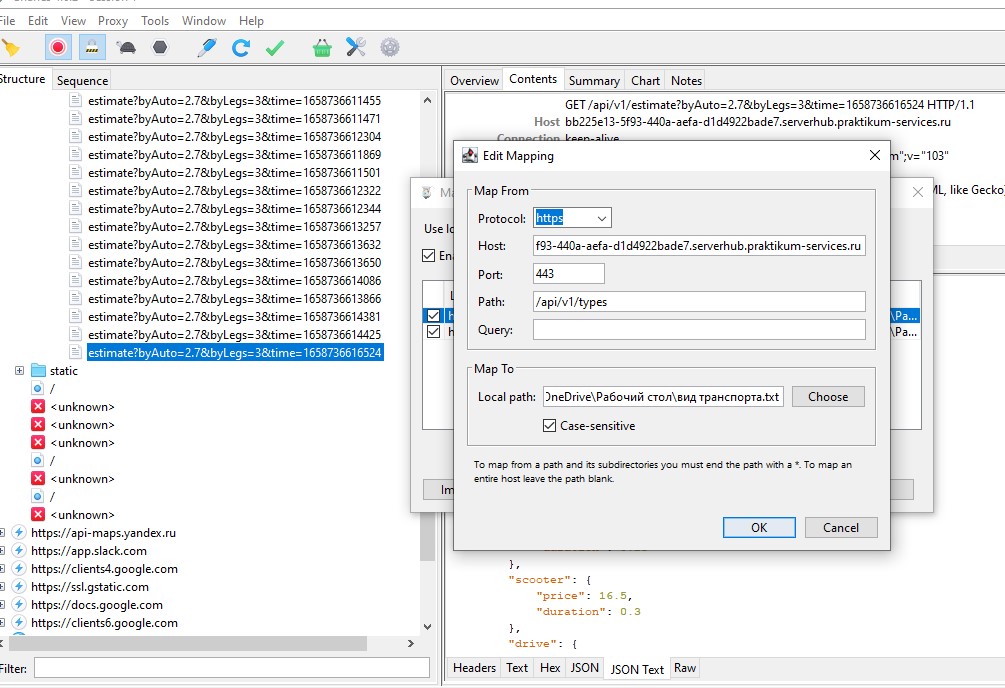 File Edit View Proxy Tools Window Help
Structure Sequence
estimate?byAuto=2.7&byLegs=3&time=1658736611455
estimate?byAuto=2.7&byLegs=3&time=1658736611471
estimate?byAuto=2.7&byLegs=3&time=1658736612304
estimate?byAuto=2.7&byLegs=3&time=1658736611869
estimate?byAuto=2.7&byLegs=3&time=1658736611501
estimate?byAuto=2.7&byLegs=3&time=1658736612322
estimate?byAuto=2.7&byLegs=3&time=1658736612344
estimate?byAuto=2.7&byLegs=3&time=1658736613257
estimate?byAuto=2.7&byLegs=3&time=1658736613632
estimate?byAuto=2.7&byLegs=3&time=1658736613650
estimate?byAuto=2.7&byLegs=3&time=1658736614086
estimate?byAuto=2.7&byLegs=3&time=1658736613866
estimate?byAuto=2.7&byLegs=3&time=1658736614381
estimate?byAuto=2.7&byLegs=3&time=1658736614425
estimate?byAuto=2.7&byLegs=3&time=1658736616524
static
/
<unknown>
<unknown>
<unknown>
/
<unknown>
/
<unknown>
https://api-maps.yandex.ru
https://app.slack.com
https://clients4.google.com
https://ssl.gstatic.com
https://docs.google.com
https://clients6.google.com
Filter:
Overview Contents Summary Chart Notes
GET /api/v1/estimate?byAuto=2.7&byLegs=3&time=1658736616524 HTTP/1.1
Host bb225e13-5f93-440a-aefa-d1d4922bade7.serverhub.praktikum-services.ru
Connection keep-alive
m";v="103"
ML, like Gecko)
Use lo
Ena
\Pa...
\Pa...
Im
Edit Mapping
Map From
Protocol: https
Host: f93-440a-aefa-d1d4922bade7.serverhub.praktikum-services.ru
Port: 443
Path: /api/v1/types
Query:
Map To
Local path: OneDrive\Рабочий стол\вид транспорта.txt Choose
Case-sensitive
To map from a path and its subdirectories you must end the path with a *. To map an
entire host leave the path blank.
OK Cancel
},
"scooter": {
"price": 16.5,
"duration": 0.3
},
"drive": {
Headers Text Hex JSON JSON Text Raw